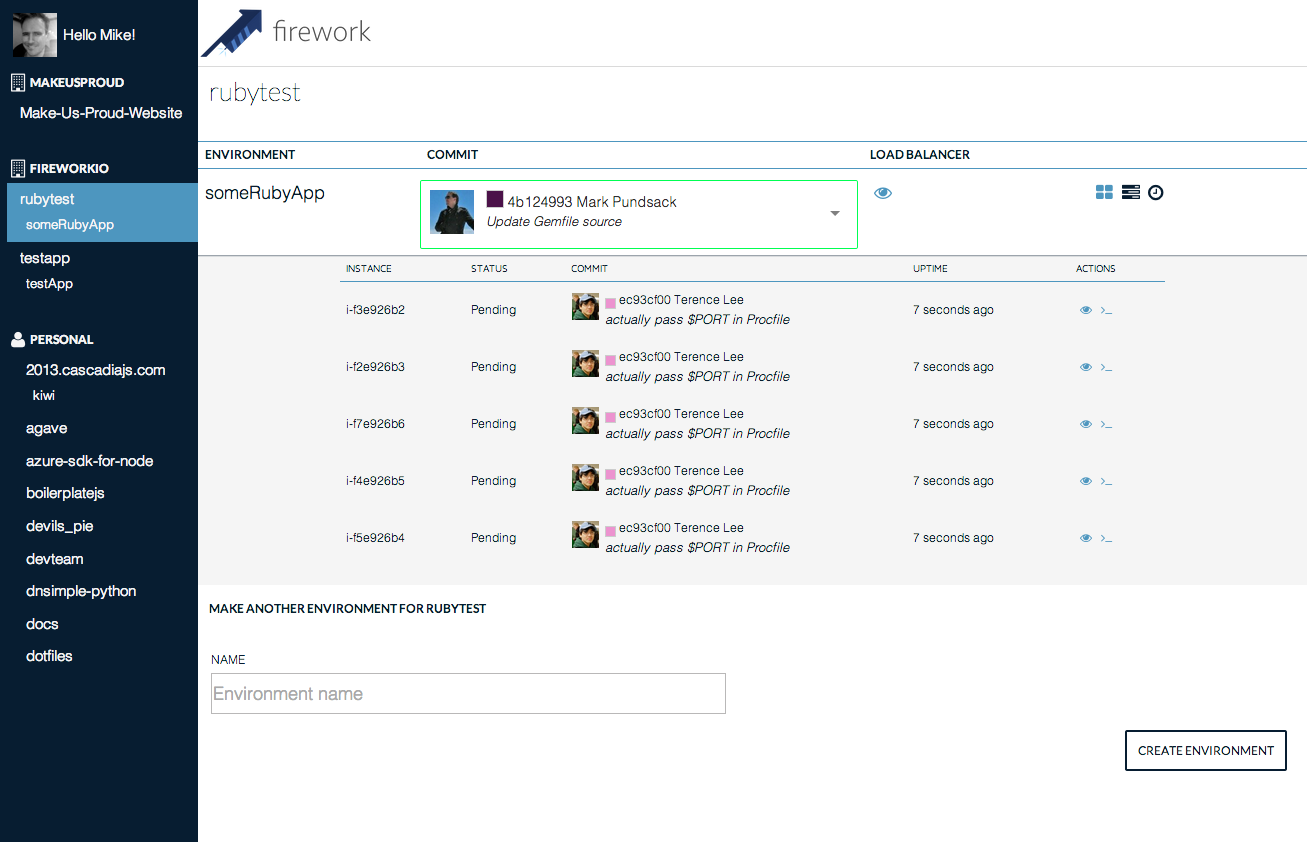 Hello Mike!
MAKEUSPROUD
Make-Us-Proud-Website
FIREWORKIO
rubytest
someRubyApp
testapp
testApp
PERSONAL
2013.cascadiajs.com
kiwi
agave
azure-sdk-for-node
boilerplatejs
devils_pie
devteam
dnsimple-python
docs
dotfiles
firework
rubytest
ENVIRONMENT COMMIT LOAD BALANCER
someRubyApp
4b124993 Mark Pundsack
Update Gemfile source
INSTANCE STATUS COMMIT UPTIME ACTIONS
i-f3e926b2 Pending ec93cf00 Terence Lee 7 seconds ago
actually pass $PORT in Procfile
i-f2e926b3 Pending ec93cf00 Terence Lee 7 seconds ago
actually pass $PORT in Procfile
i-f7e926b6 Pending ec93cf00 Terence Lee 7 seconds ago
actually pass $PORT in Procfile
i-f4e926b5 Pending ec93cf00 Terence Lee 7 seconds ago
actually pass $PORT in Procfile
i-f5e926b4 Pending ec93cf00 Terence Lee 7 seconds ago
actually pass $PORT in Procfile
MAKE ANOTHER ENVIRONMENT FOR RUBYTEST
NAME
Environment name
CREATE ENVIRONMENT